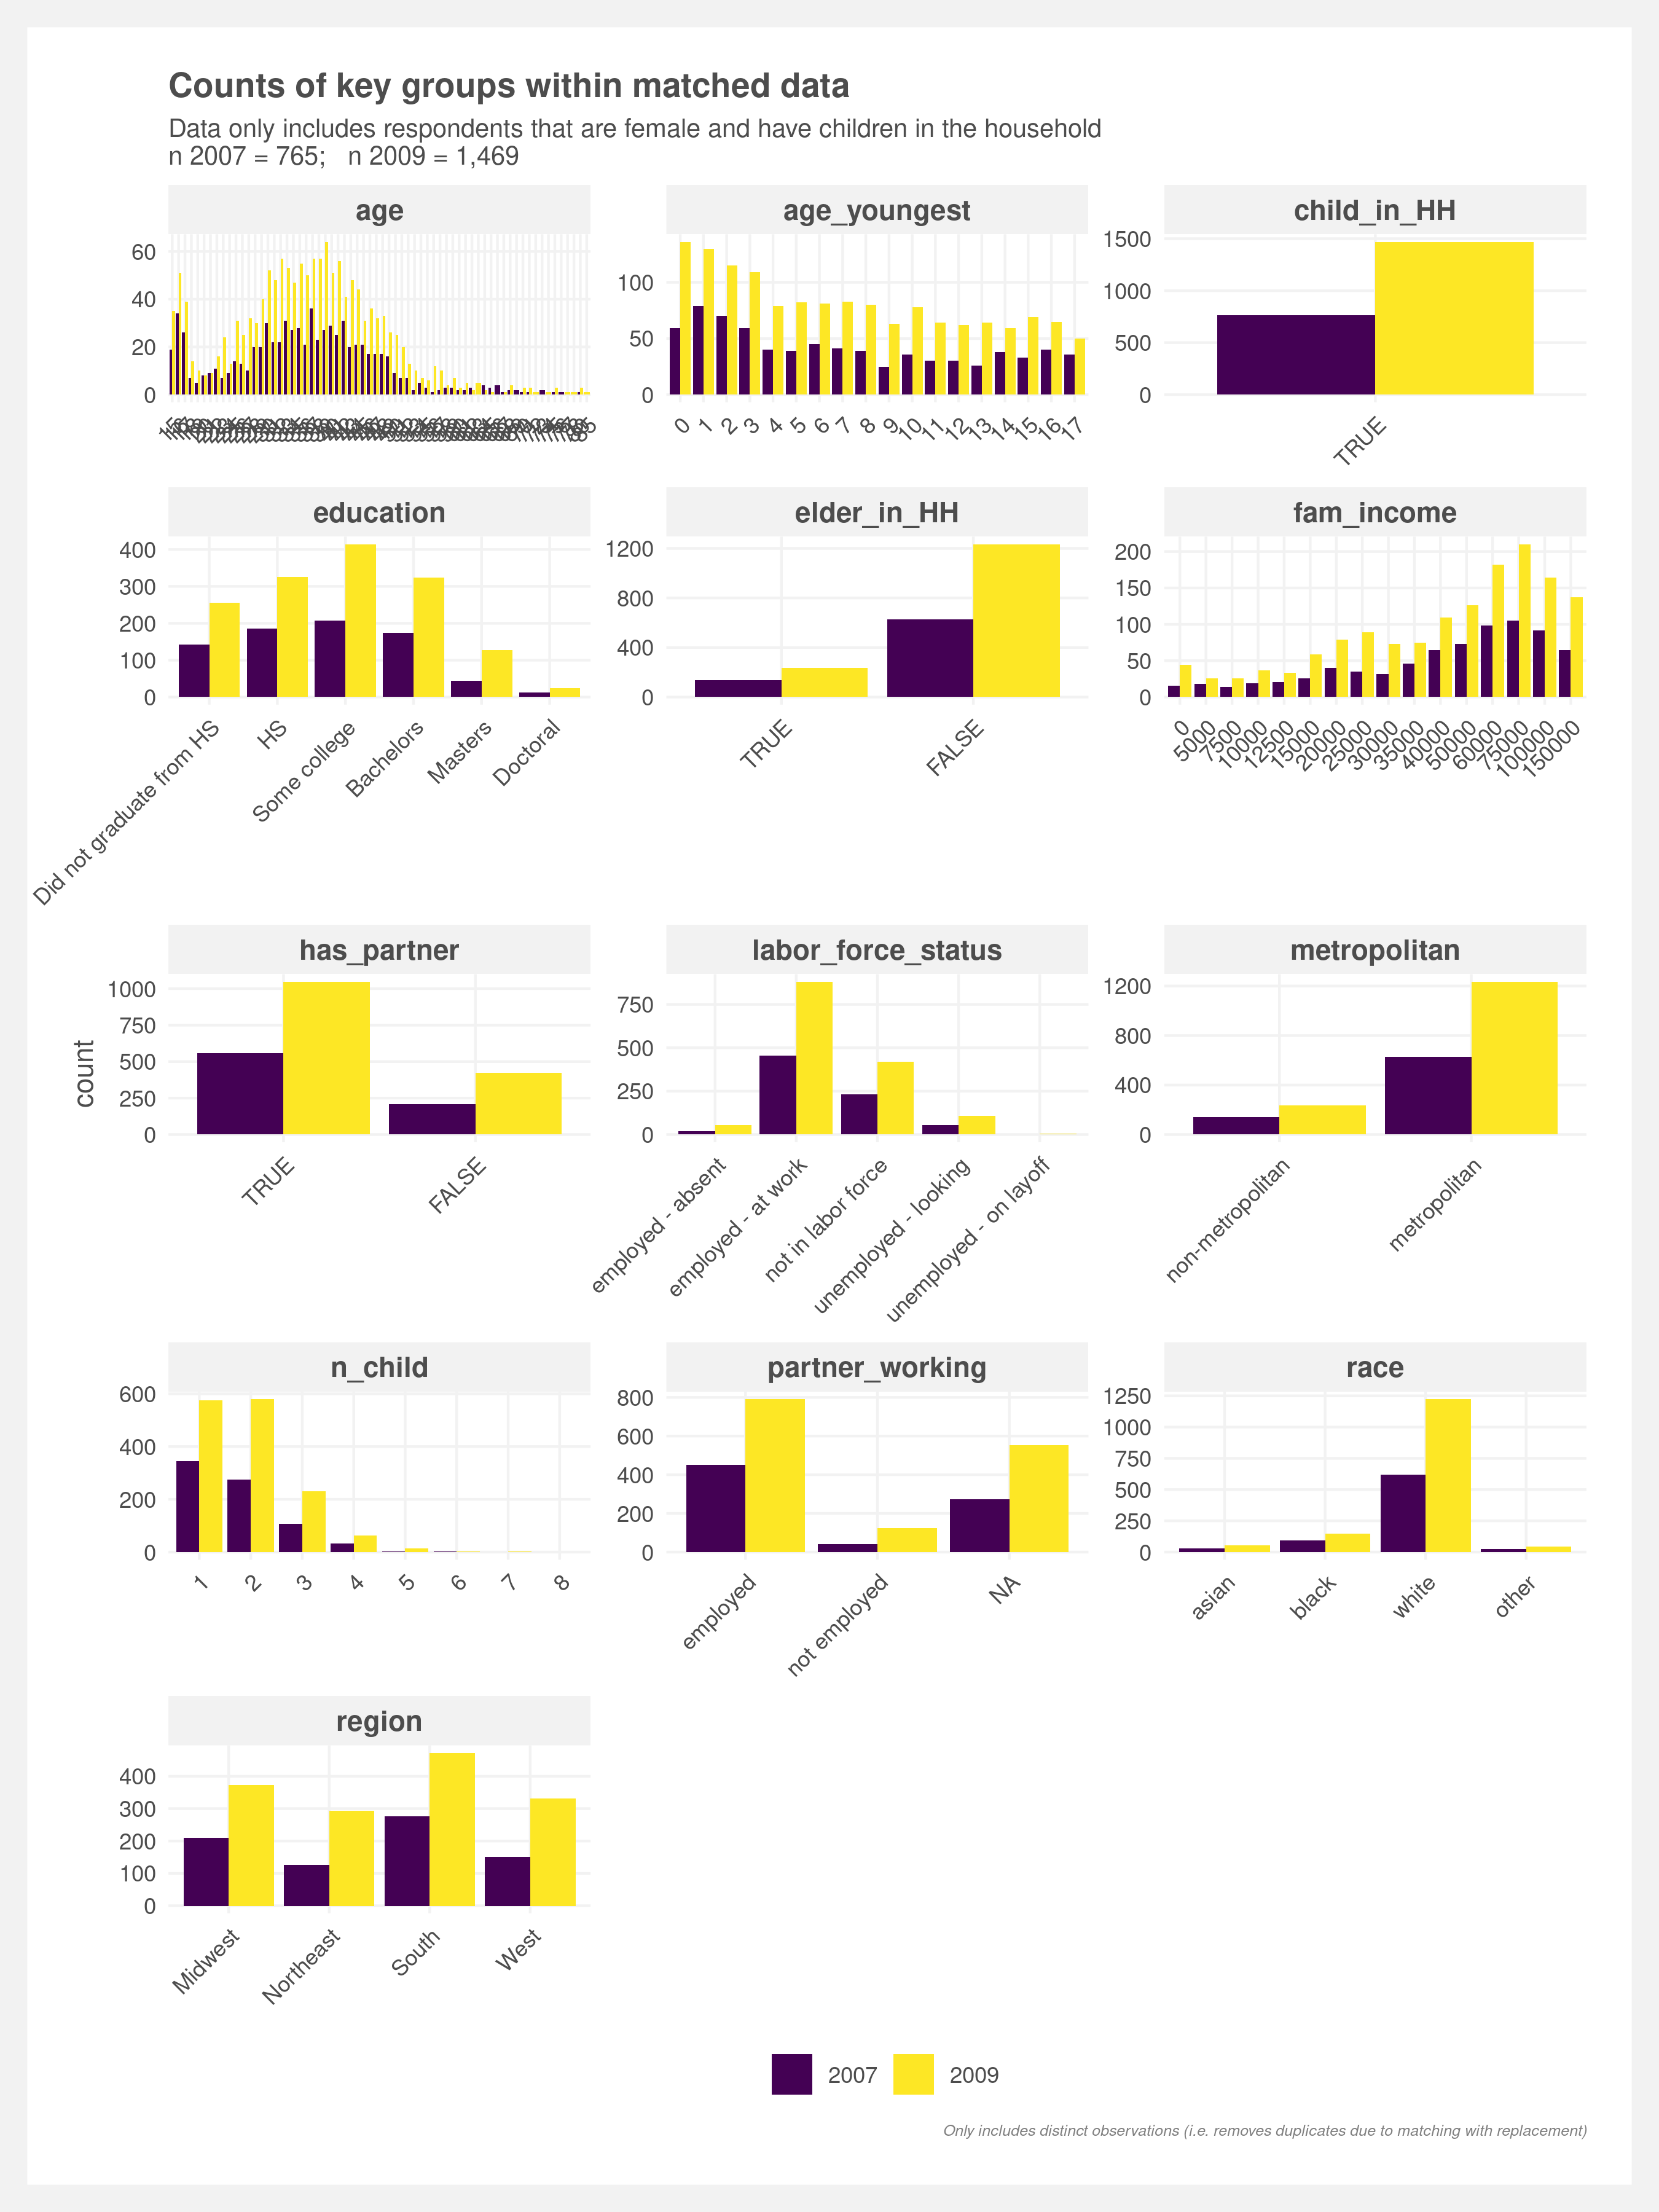 Counts of key groups within matched data
Data only includes respondents that are female and have children in the household
n 2007 = 765;   n 2009 = 1,469
age
age_youngest
child_in_HH
60
40
20
0
100
50
0
0 1 2 3 4 5 6 7 8 9 10 11 12 13 14 15 16 17
1500
1000
500
0
TRUE
education
elder_in_HH
fam_income
400
300
200
100
0
Did not graduate from HS
HS
Some college
Bachelors
Masters
Doctoral
1200
800
400
0
TRUE
FALSE
200
150
100
50
0
0 5000 7500 10000 12500 15000 20000 25000 30000 35000 40000 50000 60000 75000 100000 150000
has_partner
labor_force_status
metropolitan
count
1000
750
500
250
0
TRUE
FALSE
750
500
250
0
employed - absent
employed - at work
not in labor force
unemployed - looking
unemployed - on layoff
1200
800
400
0
non-metropolitan
metropolitan
n_child
partner_working
race
600
400
200
0
1 2 3 4 5 6 7 8
800
600
400
200
0
employed
not employed
NA
1250
1000
750
500
250
0
asian
black
white
other
region
400
300
200
100
0
Midwest
Northeast
South
West
2007
2009
Only includes distinct observations (i.e. removes duplicates due to matching with replacement)